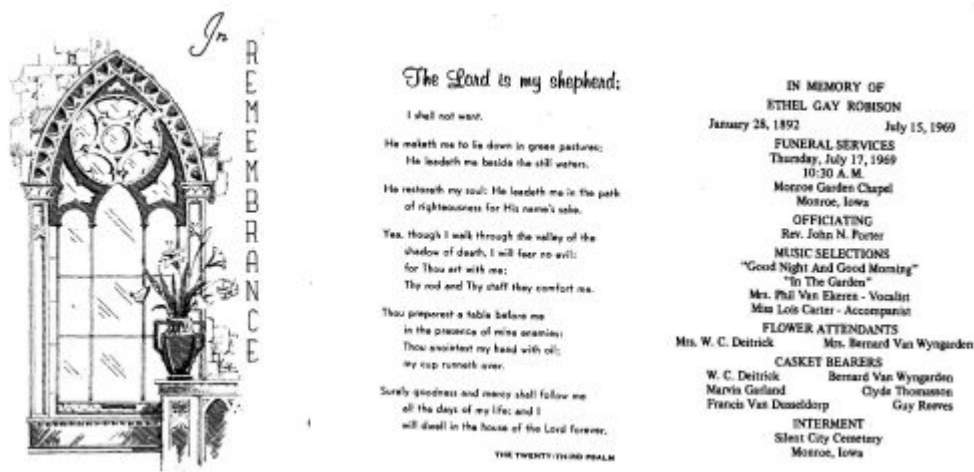 In
REMEMBRANCE
The Lord is my shepherd;
I shall not want.
He maketh me to lie down in green pastures;
He leadeth me beside the still waters.
He restoreth my soul: He leadeth me in the path
of righteousness for His name's sake.
Yea, though I walk through the valley of the
shadow of death, I will fear no evil:
for Thou art with me;
Thy rod and Thy staff they comfort me.
Thou preparest a table before me
in the presence of mine enemies:
Thou anointest my head with oil;
my cup runneth over.
Surely goodness and mercy shall follow me
all the days of my life; and I
will dwell in the house of the Lord forever.
THE TWENTY-THIRD PSALM
IN MEMORY OF
ETHEL GAY ROBISON
January 28, 1892 July 15, 1969
FUNERAL SERVICES
Thursday, July 17, 1969
10:30 A.M.
Monroe Garden Chapel
Monroe, Iowa
OFFICIATING
Rev. John N. Porter
MUSIC SELECTIONS
"Good Night And Good Morning"
"In The Garden"
Mrs. Phil Van Ekeren - Vocalist
Miss Lois Carter - Accompanist
FLOWER ATTENDANTS
Mrs. W. C. Deitrick Mrs. Bernard Van Wyngarden
CASKET BEARERS
W. C. Deitrick Bernard Van Wyngarden
Marvin Garland Clyde Thomasson
Francis Van Dusseldorp Guy Reeves
INTERMENT
Silent City Cemetery
Monroe, Iowa